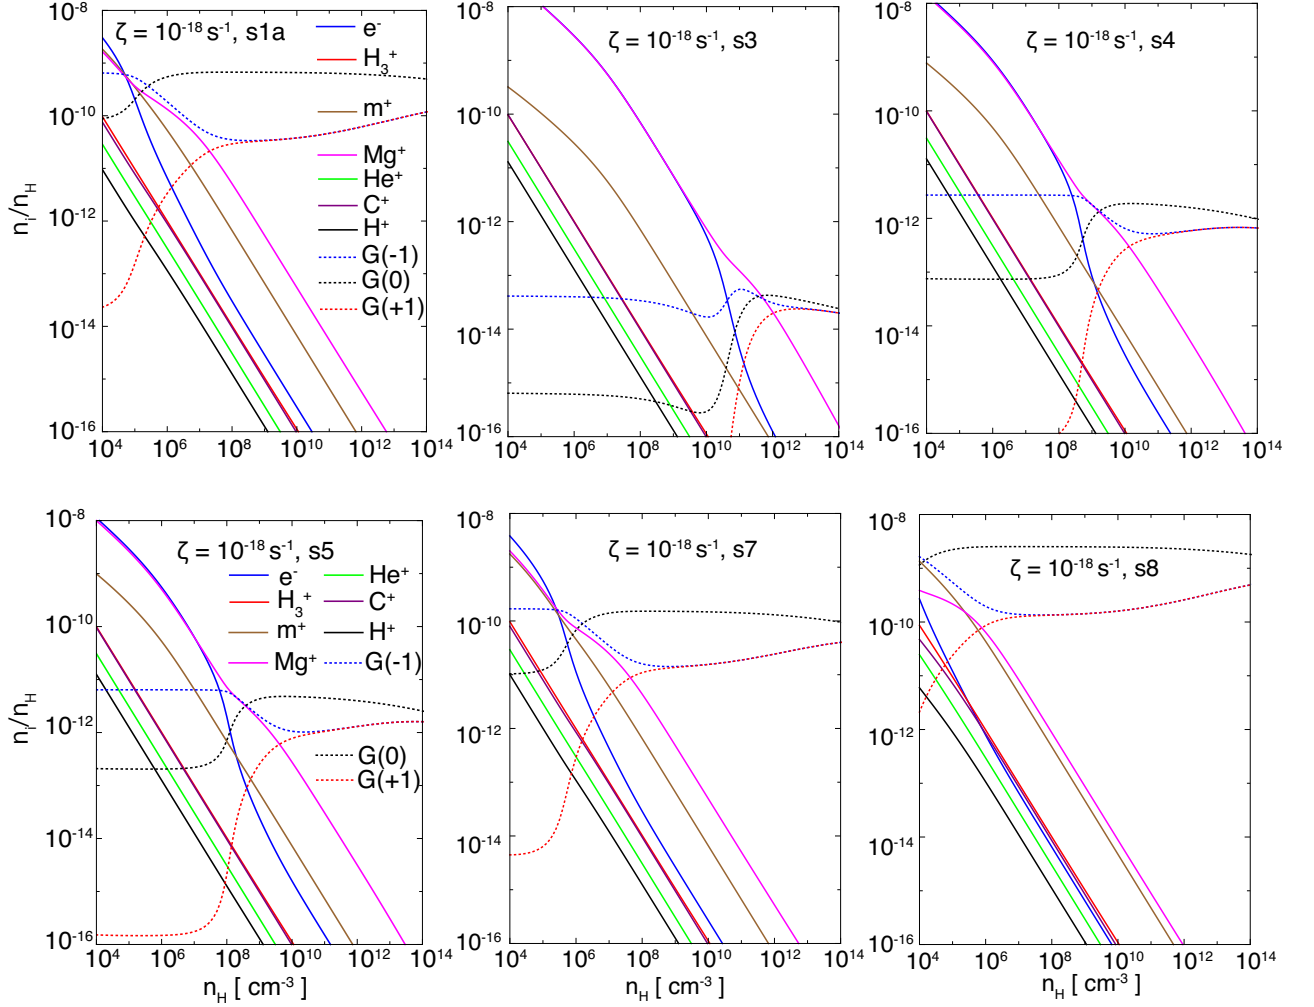 ζ = 10⁻¹⁸ s⁻¹, s1a
e⁻
H₃⁺
m⁺
Mg⁺
He⁺
C⁺
H⁺
G(-1)
G(0)
G(+1)
10⁻⁸
10⁻¹⁰
10⁻¹²
10⁻¹⁴
10⁻¹⁶
nᵢ/n_H
10⁴ 10⁶ 10⁸ 10¹⁰ 10¹² 10¹⁴
ζ = 10⁻¹⁸ s⁻¹, s3
10⁻⁸
10⁻¹⁰
10⁻¹²
10⁻¹⁴
10⁻¹⁶
10⁴ 10⁶ 10⁸ 10¹⁰ 10¹² 10¹⁴
ζ = 10⁻¹⁸ s⁻¹, s4
10⁻⁸
10⁻¹⁰
10⁻¹²
10⁻¹⁴
10⁻¹⁶
10⁴ 10⁶ 10⁸ 10¹⁰ 10¹² 10¹⁴
ζ = 10⁻¹⁸ s⁻¹, s5
e⁻ He⁺
H₃⁺ C⁺
m⁺ H⁺
Mg⁺ G(-1)
G(0)
G(+1)
10⁻⁸
10⁻¹⁰
10⁻¹²
10⁻¹⁴
10⁻¹⁶
nᵢ/n_H
10⁴ 10⁶ 10⁸ 10¹⁰ 10¹² 10¹⁴
n_H [ cm⁻³ ]
ζ = 10⁻¹⁸ s⁻¹, s7
10⁻⁸
10⁻¹⁰
10⁻¹²
10⁻¹⁴
10⁻¹⁶
10⁴ 10⁶ 10⁸ 10¹⁰ 10¹² 10¹⁴
n_H [ cm⁻³ ]
ζ = 10⁻¹⁸ s⁻¹, s8
10⁻⁸
10⁻¹⁰
10⁻¹²
10⁻¹⁴
10⁻¹⁶
10⁴ 10⁶ 10⁸ 10¹⁰ 10¹² 10¹⁴
n_H [ cm⁻³ ]